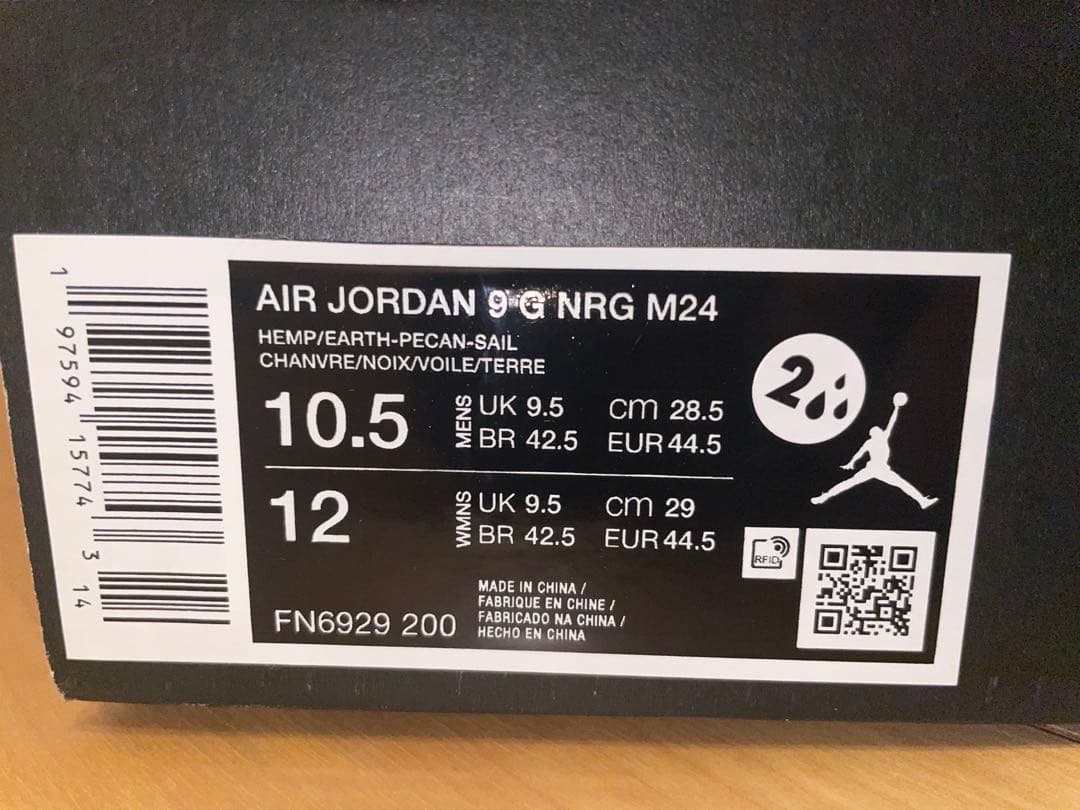 1 97594 15774 3 14
AIR JORDAN 9 G NRG M24
HEMP/EARTH-PECAN-SAIL
CHANVRE/NOIX/VOILE/TERRE
10.5
MENS
UK 9.5 cm 28.5
BR 42.5 EUR 44.5
12
WMNS
UK 9.5 cm 29
BR 42.5 EUR 44.5
2
RFID
FN6929 200
MADE IN CHINA /
FABRIQUE EN CHINE /
FABRICADO NA CHINA /
HECHO EN CHINA